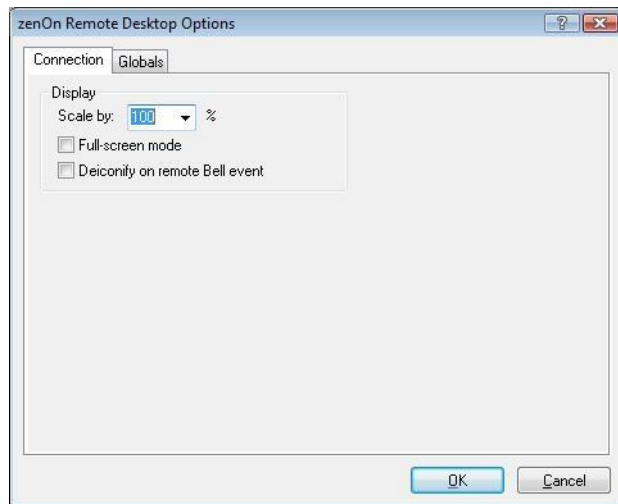 zenOn Remote Desktop Options
Connection Globals
Display
Scale by: 100 %
Full-screen mode
Deiconify on remote Bell event
OK Cancel